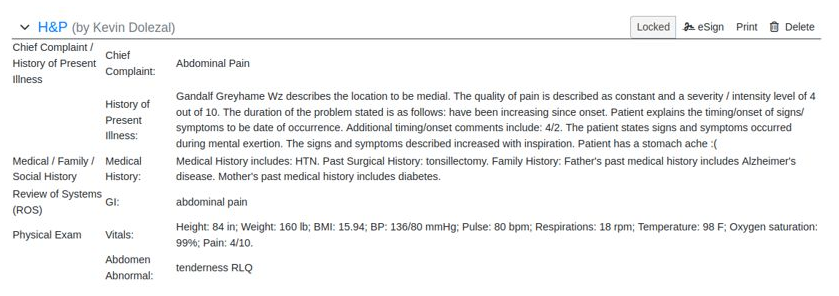 H&P (by Kevin Dolezal) Locked eSign Print Delete
Chief Complaint /
History of Present
Illness
Chief
Complaint:
Abdominal Pain
History of
Present
Illness:
Gandalf Greyhame Wz describes the location to be medial. The quality of pain is described as constant and a severity / intensity level of 4
out of 10. The duration of the problem stated is as follows: have been increasing since onset. Patient explains the timing/onset of signs/
symptoms to be date of occurrence. Additional timing/onset comments include: 4/2. The patient states signs and symptoms occurred
during mental exertion. The signs and symptoms described increased with inspiration. Patient has a stomach ache :(
Medical / Family /
Social History
Medical
History:
Medical History includes: HTN. Past Surgical History: tonsillectomy. Family History: Father's past medical history includes Alzheimer's
disease. Mother's past medical history includes diabetes.
Review of Systems
(ROS)
GI:
abdominal pain
Physical Exam
Vitals:
Height: 84 in; Weight: 160 lb; BMI: 15.94; BP: 136/80 mmHg; Pulse: 80 bpm; Respirations: 18 rpm; Temperature: 98 F; Oxygen saturation:
99%; Pain: 4/10.
Abdomen
Abnormal:
tenderness RLQ